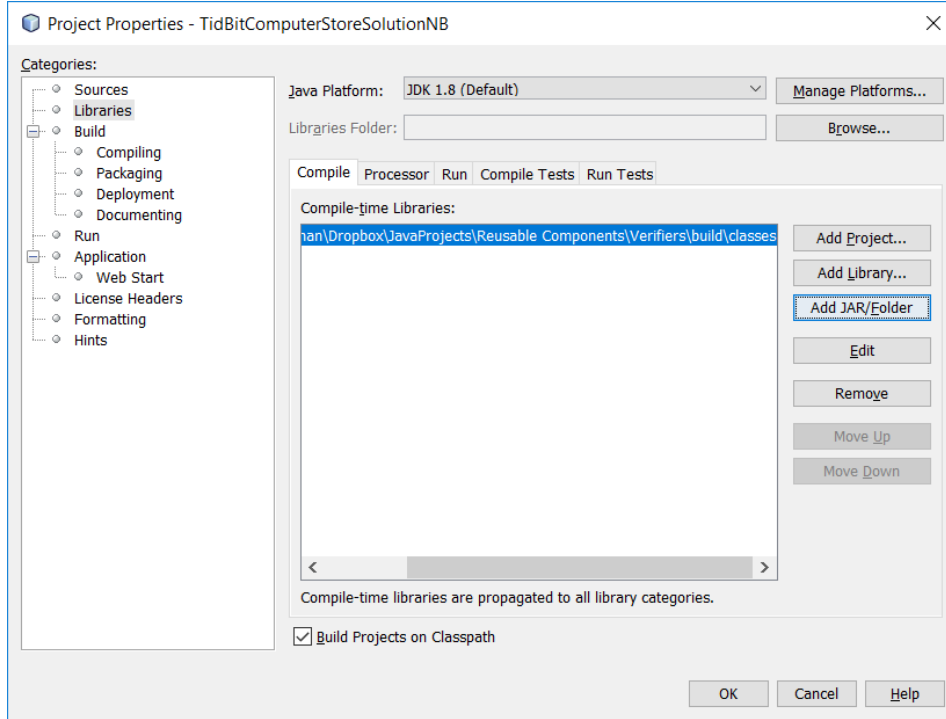 Project Properties - TidBitComputerStoreSolutionNB
Categories:
Sources
Libraries
Build
Compiling
Packaging
Deployment
Documenting
Run
Application
Web Start
License Headers
Formatting
Hints
Java Platform: JDK 1.8 (Default) Manage Platforms...
Libraries Folder: Browse...
Compile Processor Run Compile Tests Run Tests
Compile-time Libraries:
\Dropbox\JavaProjects\Reusable Components\Verifiers\build\classes
Add Project...
Add Library...
Add JAR/Folder
Edit
Remove
Move Up
Move Down
Compile-time libraries are propagated to all library categories.
Build Projects on Classpath
OK Cancel Help